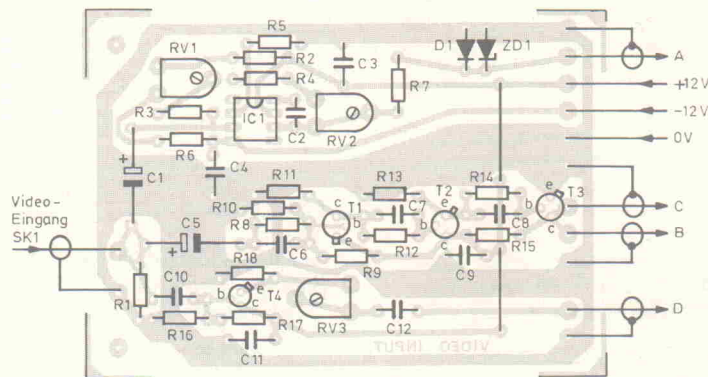 R5
D1 ZD1
A
RV1 R2 C3
R4 R7 +12V
R3 IC1 C2 -12V
RV2
R6 0V
+ C1 C4
R11 R13 R14
Video-
Eingang
SK1
R10 c T1 C7 T2 e e T3
C
R8 b b b
C5 e c C8 c B
+ C6 R12 R15
R18 R9 C9
C10 e
b T4
c
R1 D
R16 R17 RV3 C12
C11
VIDEO INPUT